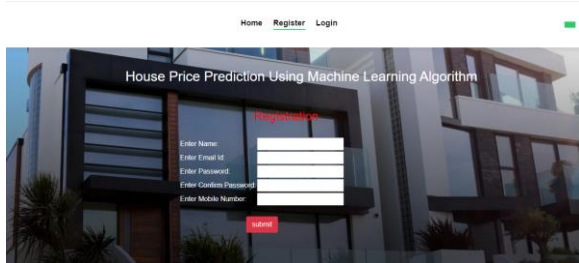 Home Register Login
House Price Prediction Using Machine Learning Algorithm
Registration
Enter Name:
Enter Email Id:
Enter Password:
Enter Confirm Password:
Enter Mobile Number:
submit